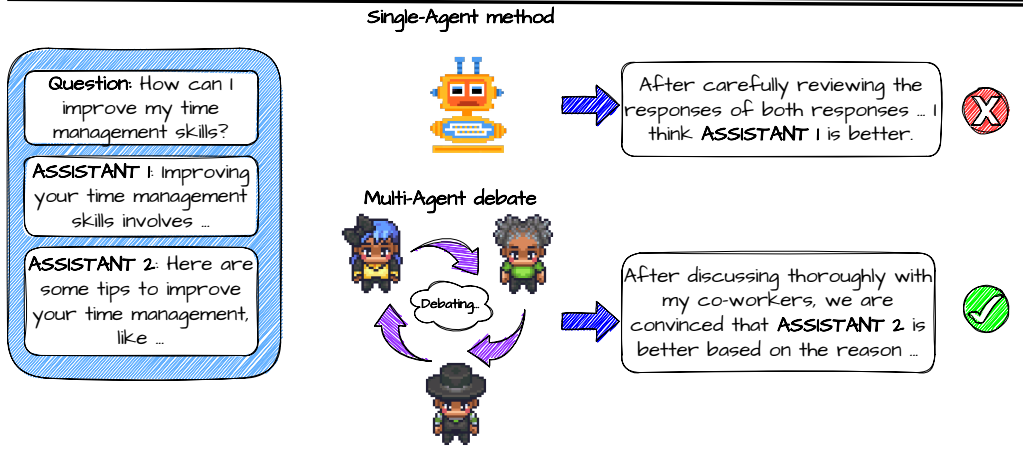 Single-Agent method
Question: How can I
improve my time
management skills?
ASSISTANT 1: Improving
your time management
skills involves ...
ASSISTANT 2: Here are
some tips to improve
your time management,
like ...
After carefully reviewing the
responses of both responses ... I
think ASSISTANT 1 is better.
X
Multi-Agent debate
Debating...
After discussing thoroughly with
my co-workers, we are
convinced that ASSISTANT 2 is
better based on the reason ...